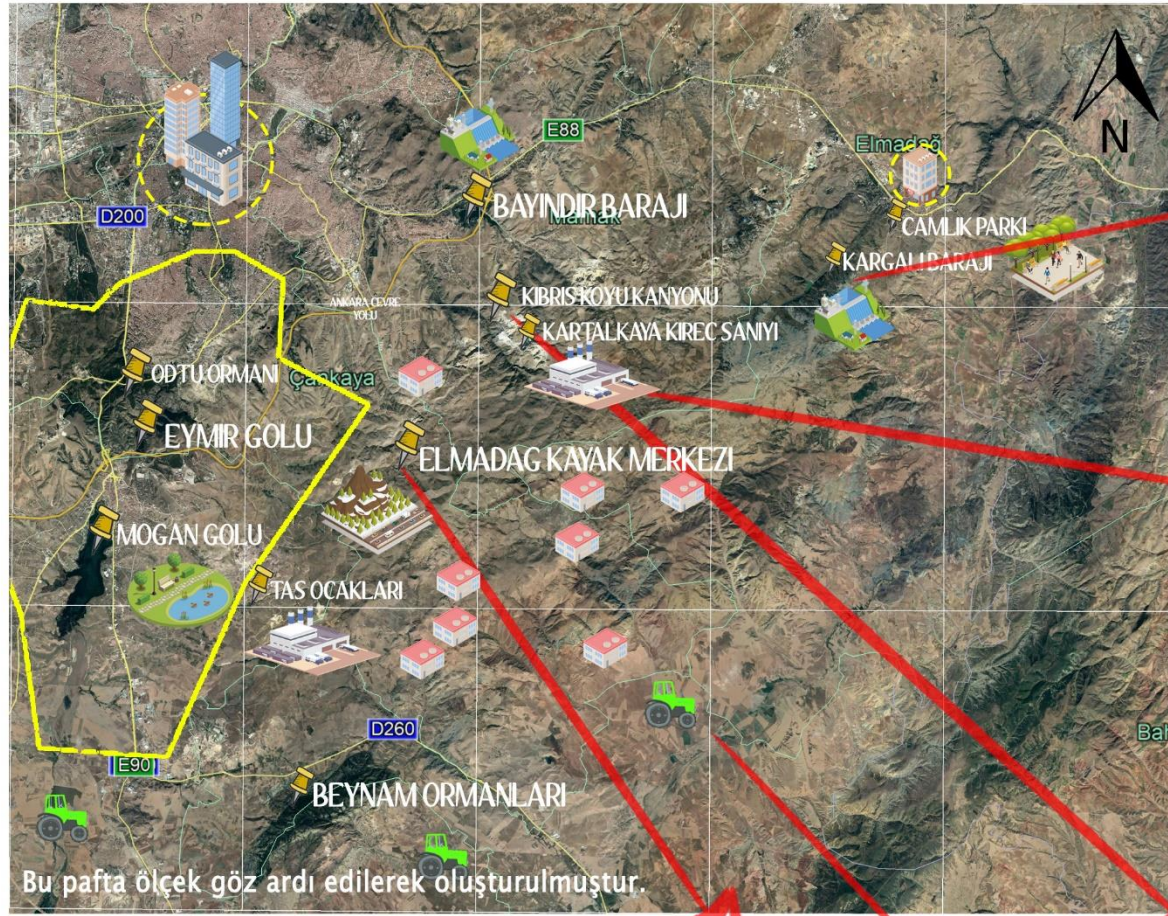 E88
Elmadağ
BAYINDIR BARAJI
Mamak
D200
CAMLIK PARKI
KARGALI BARAJI
KIBRIS KOYU KANYONU
ANKARA CEVRE
YOLU
KARTALKAYA KIREC SANIYI
ODTU ORMANI
Çankaya
EYMIR GOLU
ELMADAG KAYAK MERKEZI
MOGAN GOLU
TAS OCAKLARI
D260
Bah
E90
BEYNAM ORMANLARI
Bu pafta ölçek göz ardı edilerek oluşturulmuştur.
N